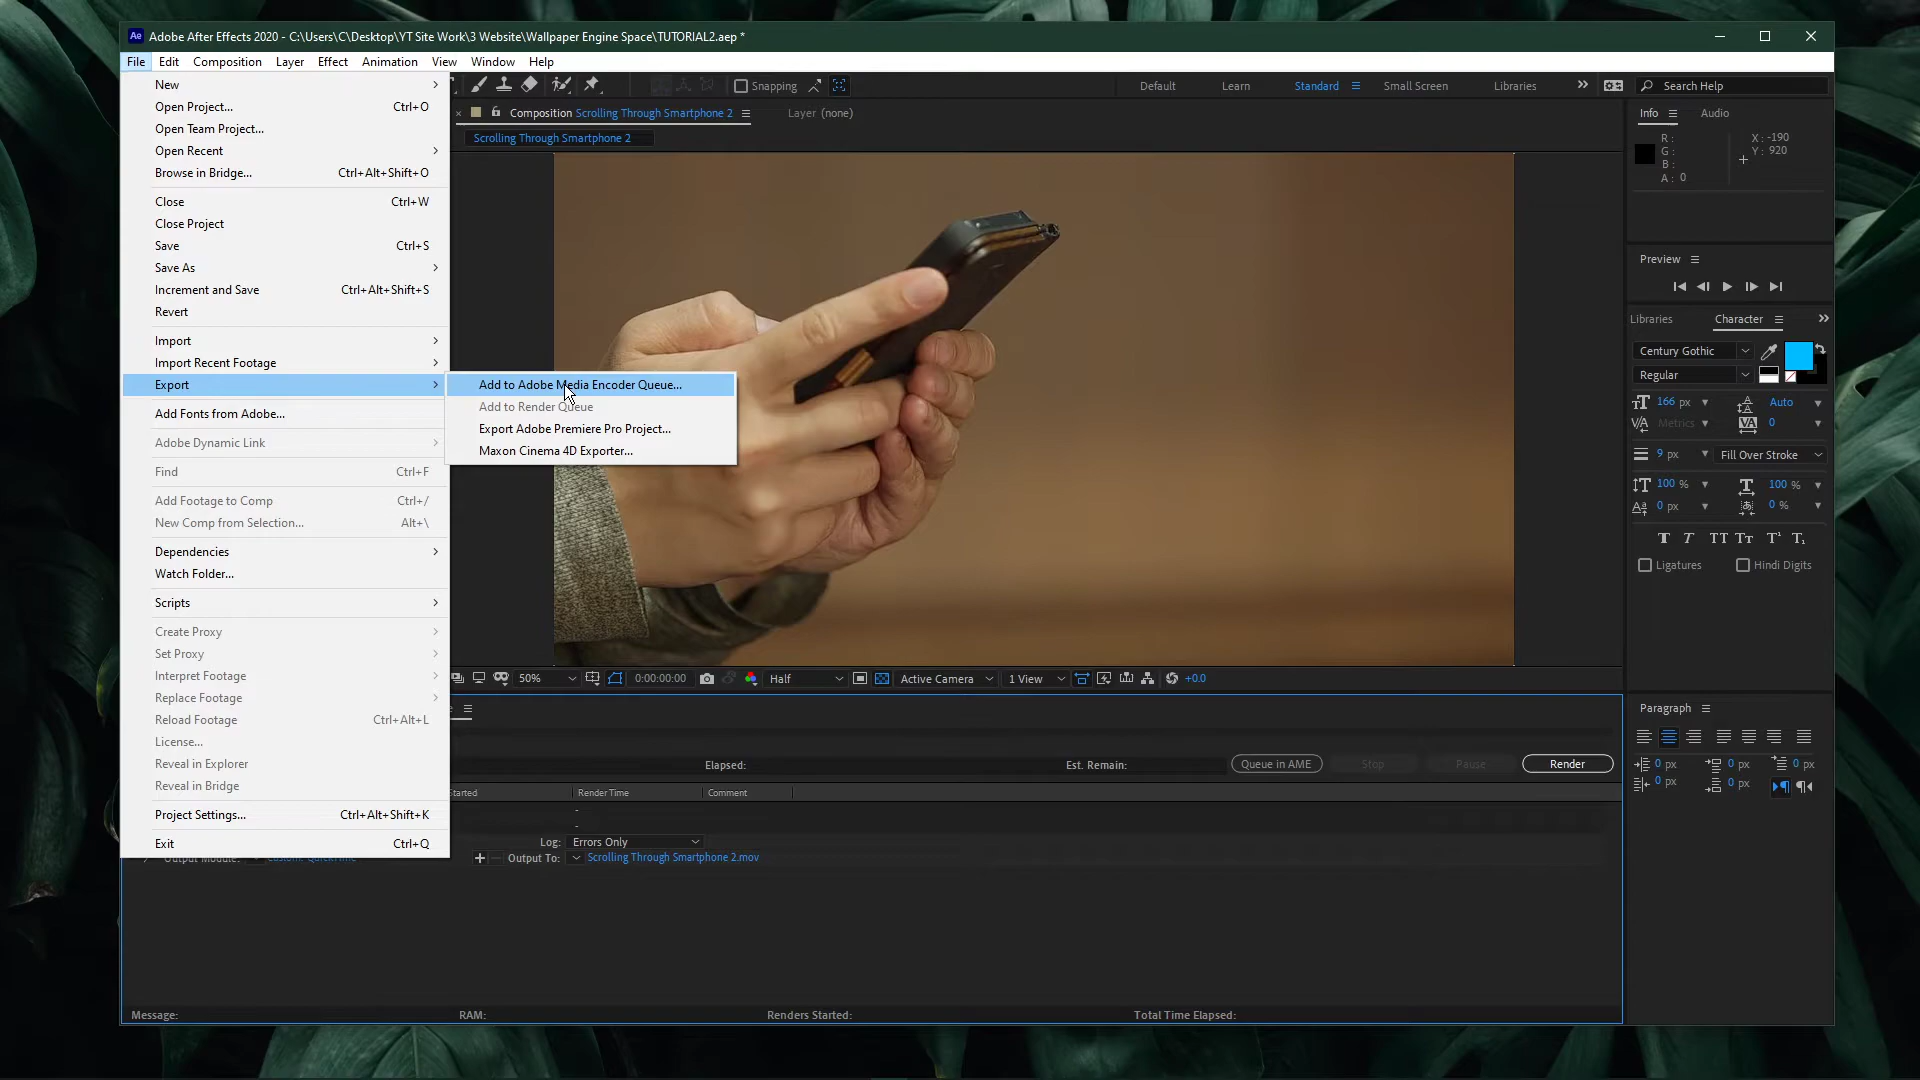 Ae Adobe After Effects 2020 - C:\Users\C\Desktop\YT Site Work\3 Website\Wallpaper Engine Space\TUTORIAL2.aep *
File Edit Composition Layer Effect Animation View Window Help
New
Open Project... Ctrl+O
Open Team Project...
Open Recent
Browse in Bridge... Ctrl+Alt+Shift+O
Close Ctrl+W
Close Project
Save Ctrl+S
Save As
Increment and Save Ctrl+Alt+Shift+S
Revert
Import
Import Recent Footage
Export
Add Fonts from Adobe...
Adobe Dynamic Link
Find Ctrl+F
Add Footage to Comp Ctrl+/
New Comp from Selection... Alt+\
Dependencies
Watch Folder...
Scripts
Create Proxy
Set Proxy
Interpret Footage
Replace Footage
Reload Footage Ctrl+Alt+L
License...
Reveal in Explorer
Reveal in Bridge
Project Settings... Ctrl+Alt+Shift+K
Exit Ctrl+Q
Add to Adobe Media Encoder Queue...
Add to Render Queue
Export Adobe Premiere Pro Project...
Maxon Cinema 4D Exporter...
Snapping
Default Learn Standard Small Screen Libraries
Search Help
Composition Scrolling Through Smartphone 2
Layer (none)
Scrolling Through Smartphone 2
Info Audio
R :
G :
B :
A : 0
X : -190
Y : 920
Preview
Libraries Character
Century Gothic
Regular
166 px Auto
Metrics 0
9 px Fill Over Stroke
100 % 100 %
0 px 0 %
Ligatures Hindi Digits
50% 0:00:00:00 Half Active Camera 1 View +0.0
Paragraph
0 px 0 px 0 px
0 px 0 px
Elapsed: Est. Remain: Queue in AME Stop Pause Render
Started Render Time Comment
-
-
Log: Errors Only
Output Module: Custom: QuickTime Output To: Scrolling Through Smartphone 2.mov
Message: RAM: Renders Started: Total Time Elapsed: